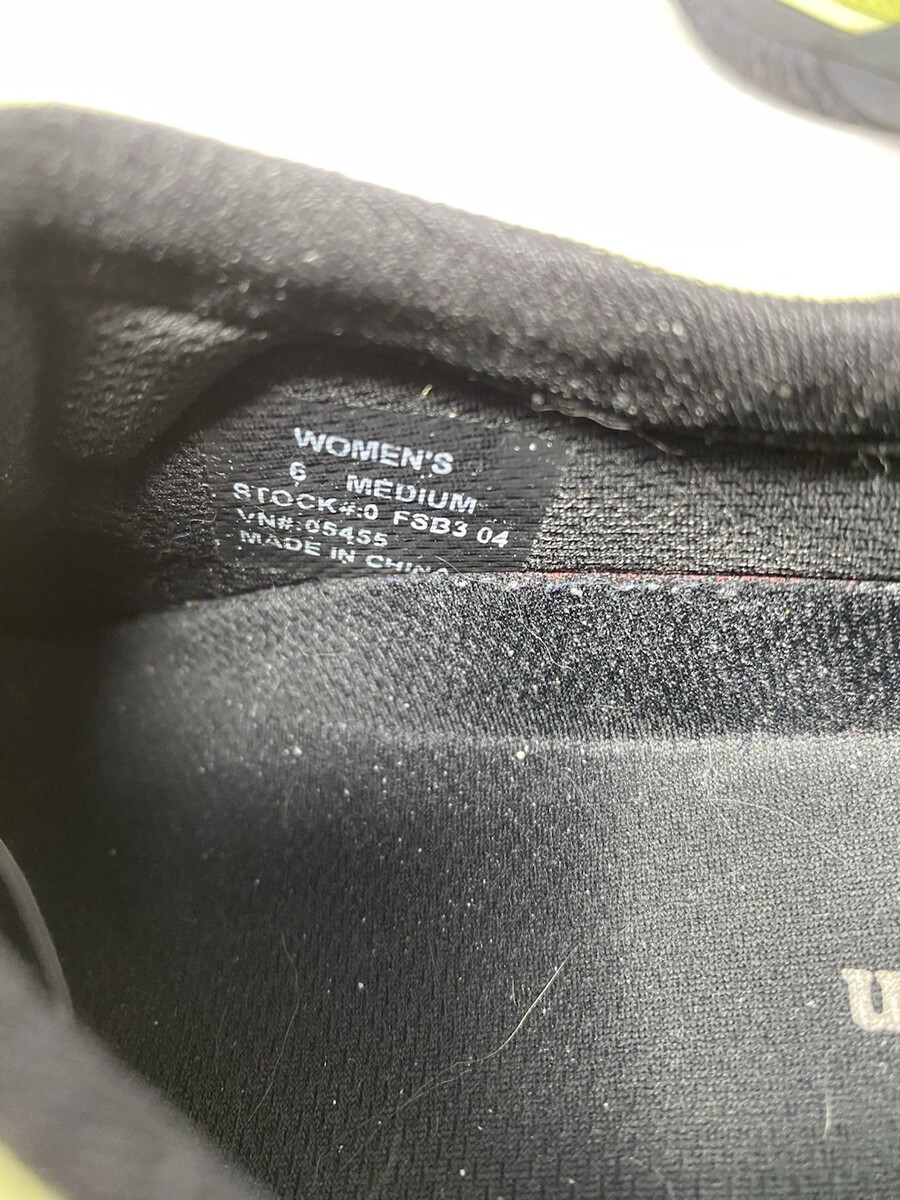 WOMEN'S
6 MEDIUM
STOCK#:0 FSB3 04
VN#:05455
MADE IN CHINA